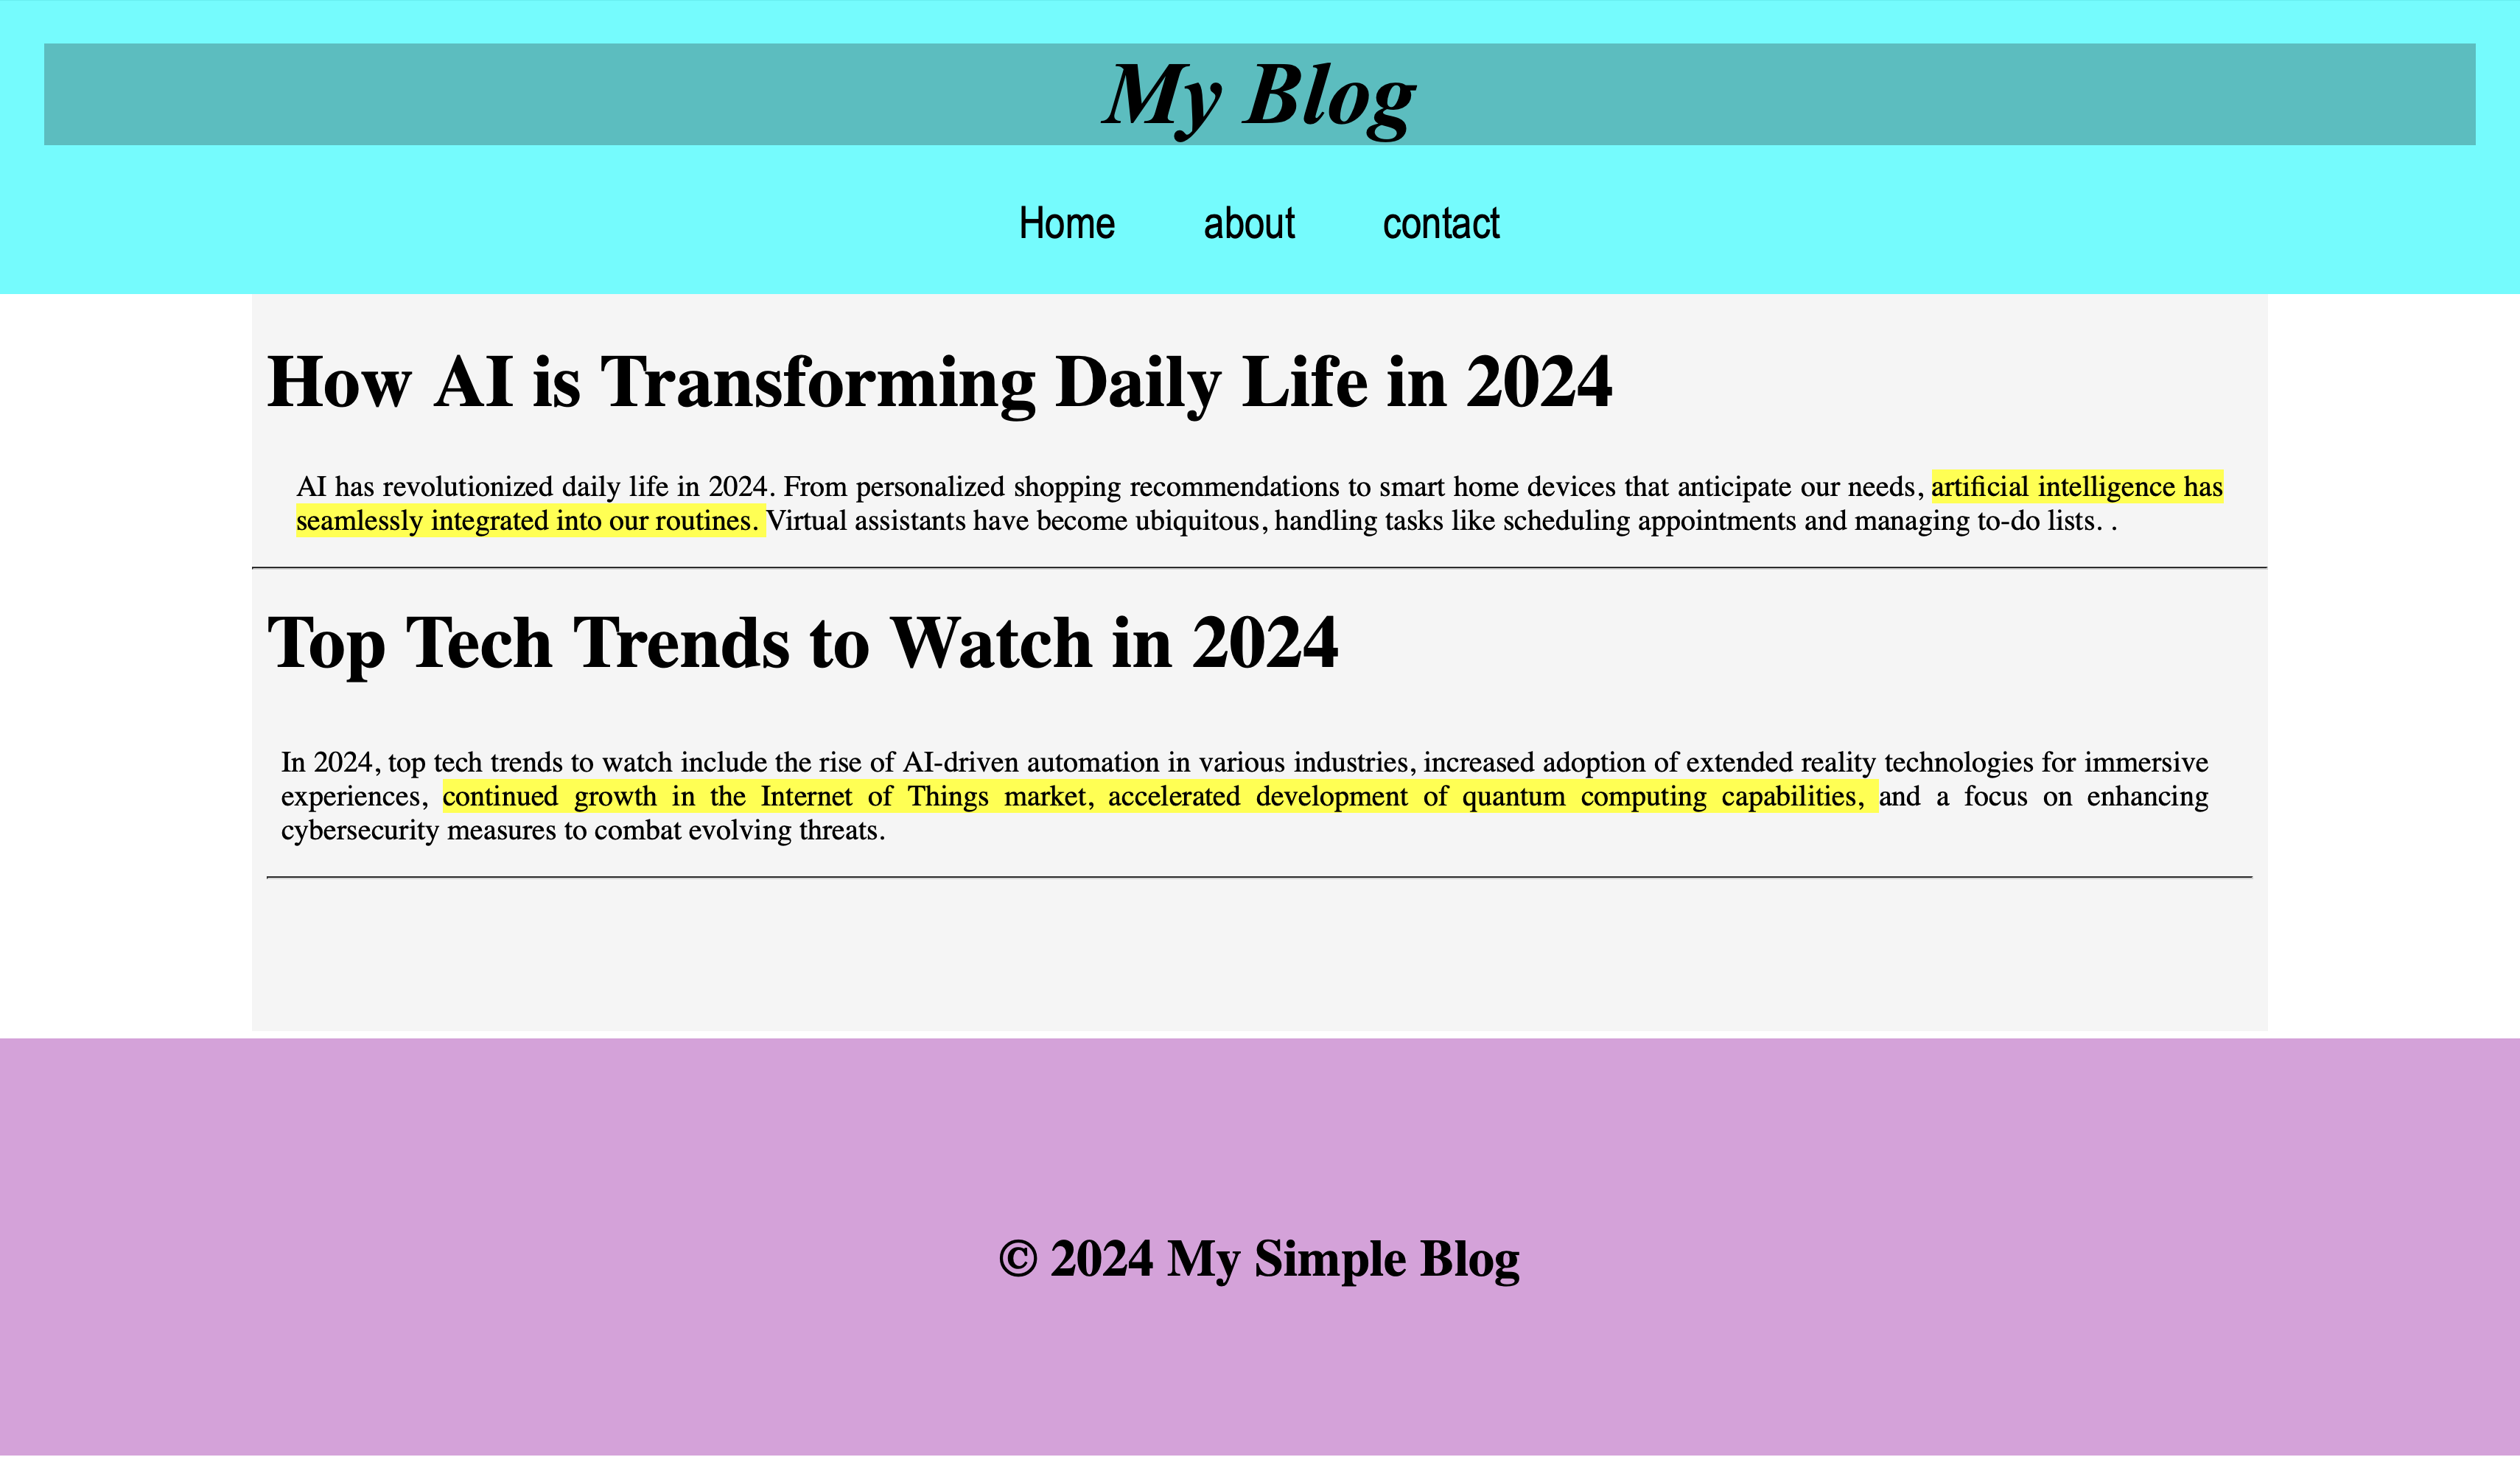 My Blog
Home about contact
How AI is Transforming Daily Life in 2024
AI has revolutionized daily life in 2024. From personalized shopping recommendations to smart home devices that anticipate our needs, artificial intelligence has
seamlessly integrated into our routines. Virtual assistants have become ubiquitous, handling tasks like scheduling appointments and managing to-do lists. .
Top Tech Trends to Watch in 2024
In 2024, top tech trends to watch include the rise of AI-driven automation in various industries, increased adoption of extended reality technologies for immersive
experiences, continued growth in the Internet of Things market, accelerated development of quantum computing capabilities, and a focus on enhancing
cybersecurity measures to combat evolving threats.
© 2024 My Simple Blog